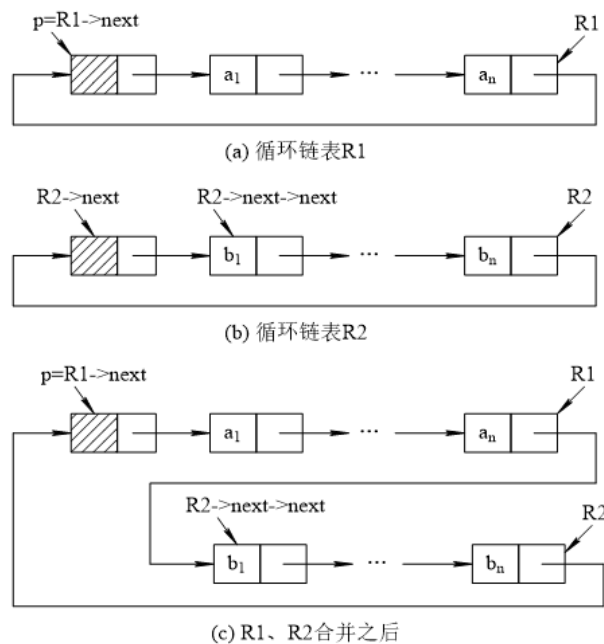 p=R1->next
R1
a₁
···
aₙ
(a) 循环链表R1
R2->next
R2->next->next
R2
b₁
···
bₙ
(b) 循环链表R2
p=R1->next
R1
a₁
···
aₙ
R2->next->next
R2
b₁
···
bₙ
(c) R1、R2合并之后